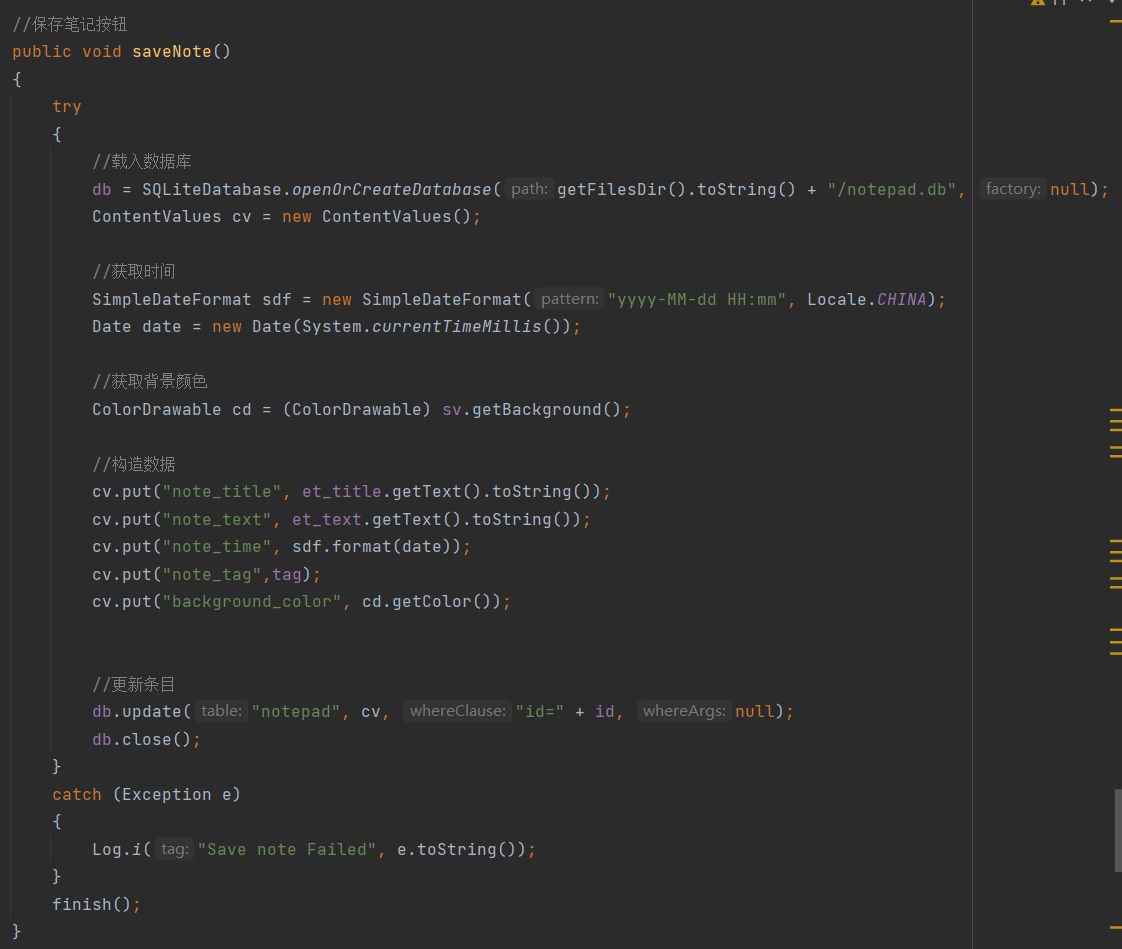 //保存笔记按钮
public void saveNote()
{
    try
    {
        //载入数据库
        db = SQLiteDatabase.openOrCreateDatabase( path: getFilesDir().toString() + "/notepad.db", factory: null);
        ContentValues cv = new ContentValues();

        //获取时间
        SimpleDateFormat sdf = new SimpleDateFormat( pattern: "yyyy-MM-dd HH:mm", Locale.CHINA);
        Date date = new Date(System.currentTimeMillis());

        //获取背景颜色
        ColorDrawable cd = (ColorDrawable) sv.getBackground();

        //构造数据
        cv.put("note_title", et_title.getText().toString());
        cv.put("note_text", et_text.getText().toString());
        cv.put("note_time", sdf.format(date));
        cv.put("note_tag",tag);
        cv.put("background_color", cd.getColor());


        //更新条目
        db.update( table: "notepad", cv, whereClause: "id=" + id, whereArgs: null);
        db.close();
    }
    catch (Exception e)
    {
        Log.i( tag: "Save note Failed", e.toString());
    }
    finish();
}